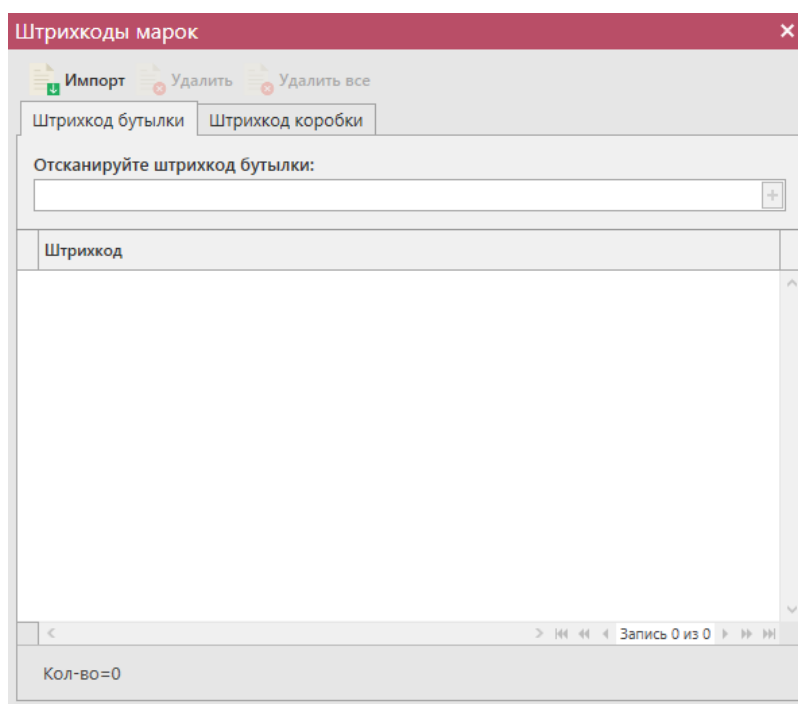 Штрихкоды марок
Импорт Удалить Удалить все
Штрихкод бутылки Штрихкод коробки
Отсканируйте штрихкод бутылки:
Штрихкод
Запись 0 из 0
Кол-во=0